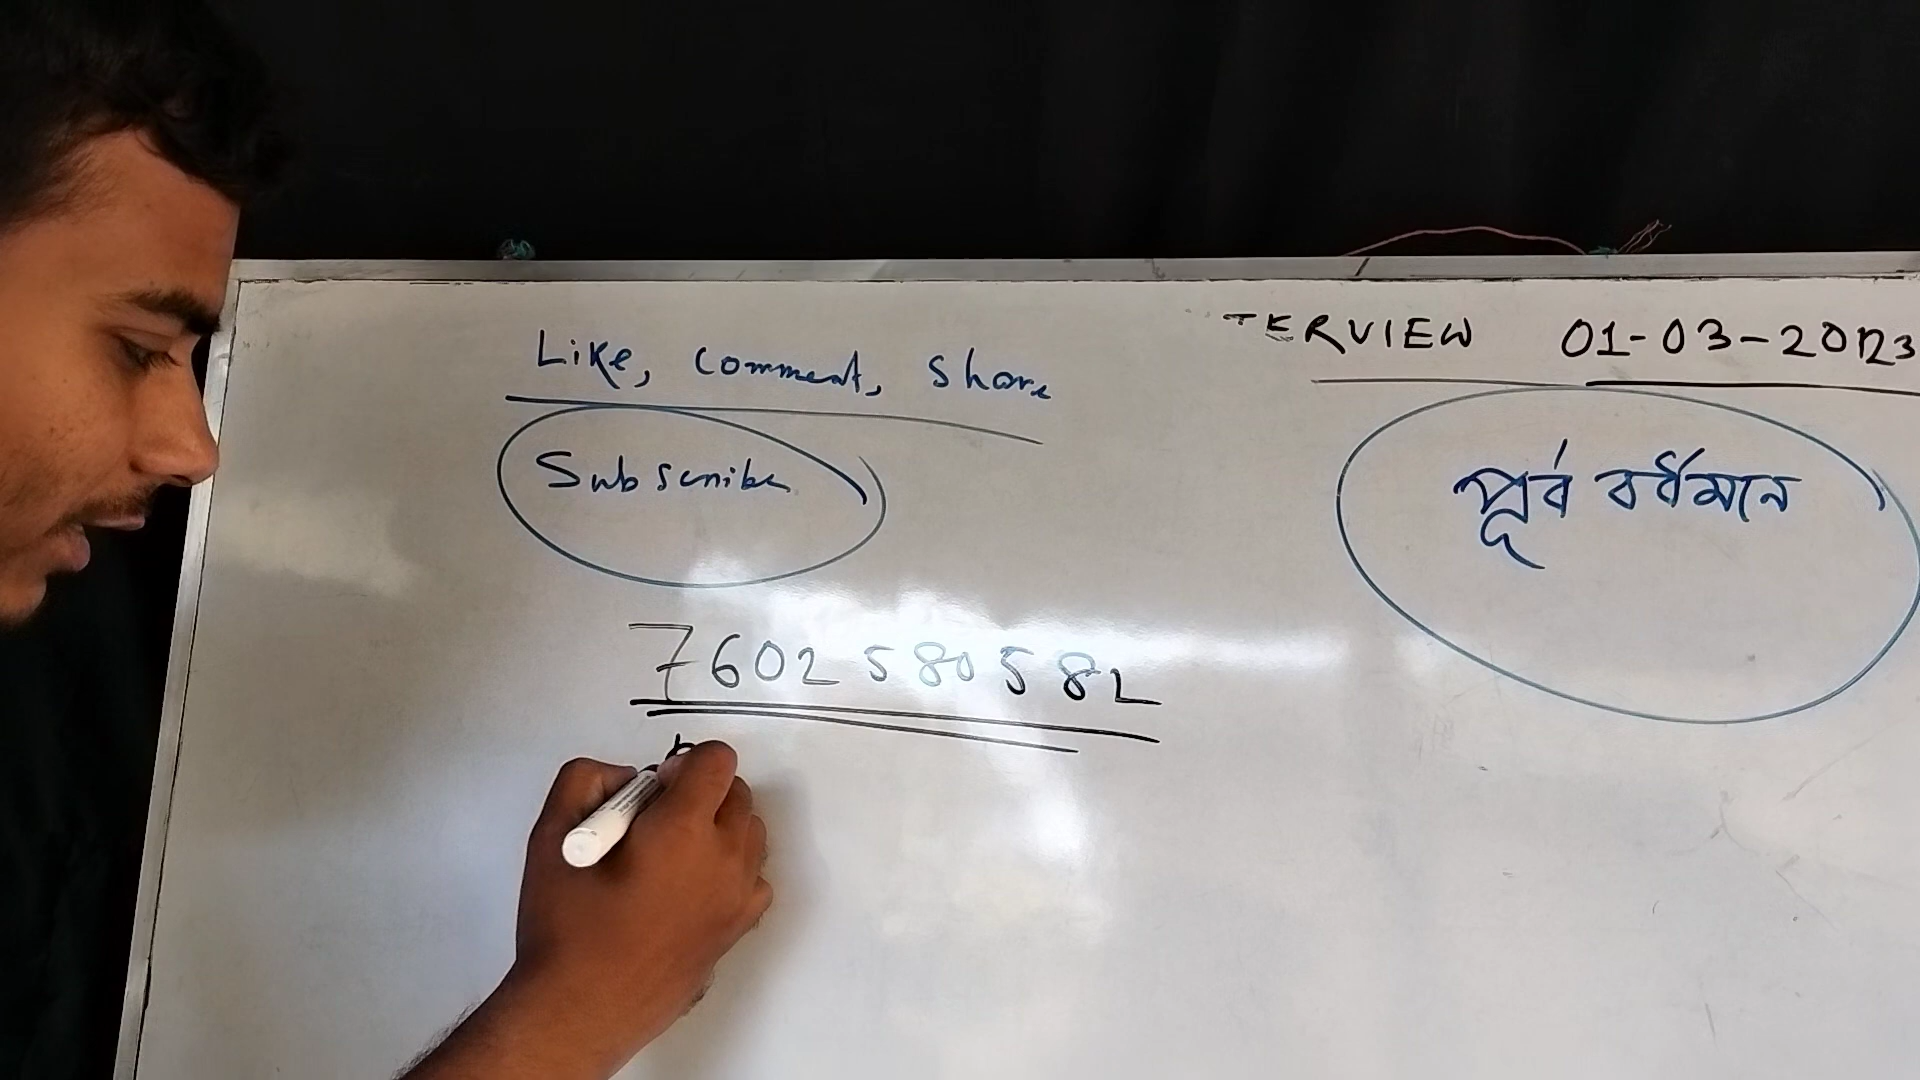 Like, comment, share
TERVIEW 01-03-2023
Subscribe
পূর্ব বর্ধমানে
7602580582